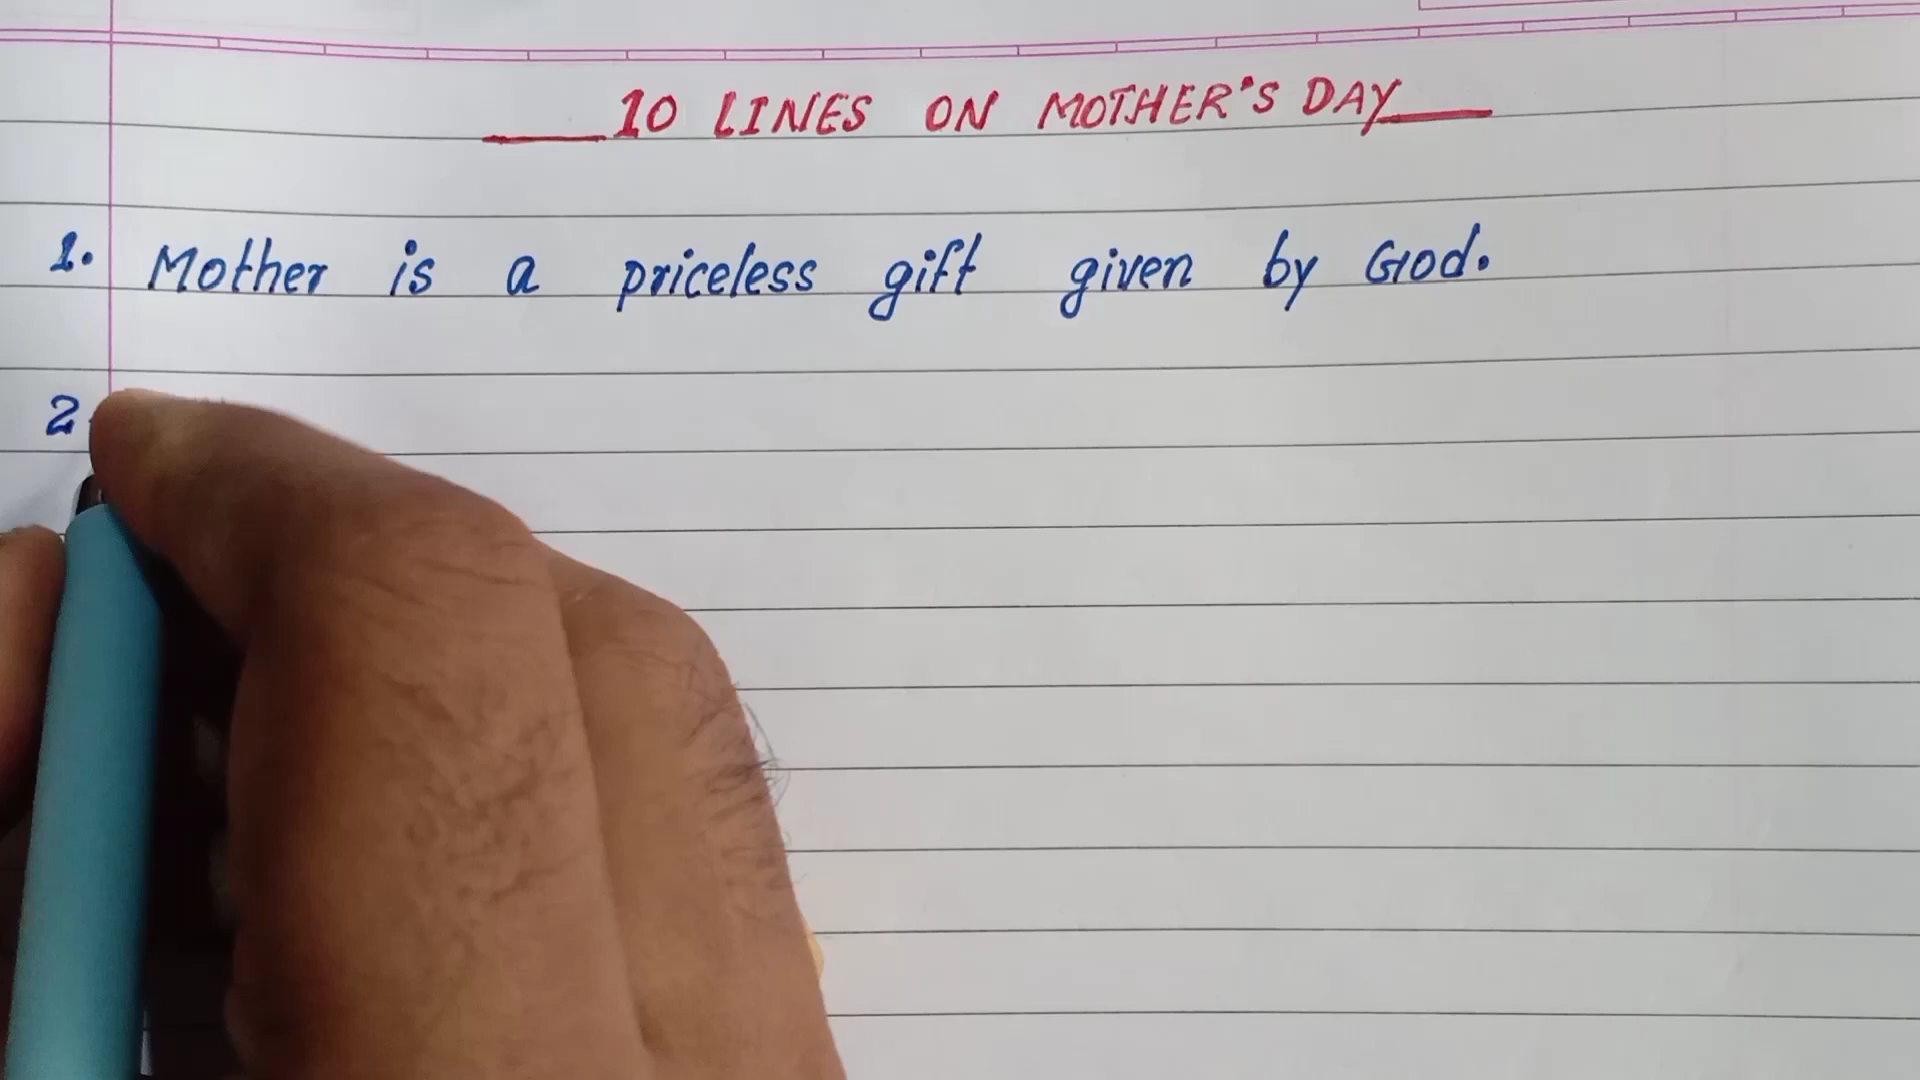 10 LINES ON MOTHER'S DAY
1. Mother is a priceless gift given by God.
2